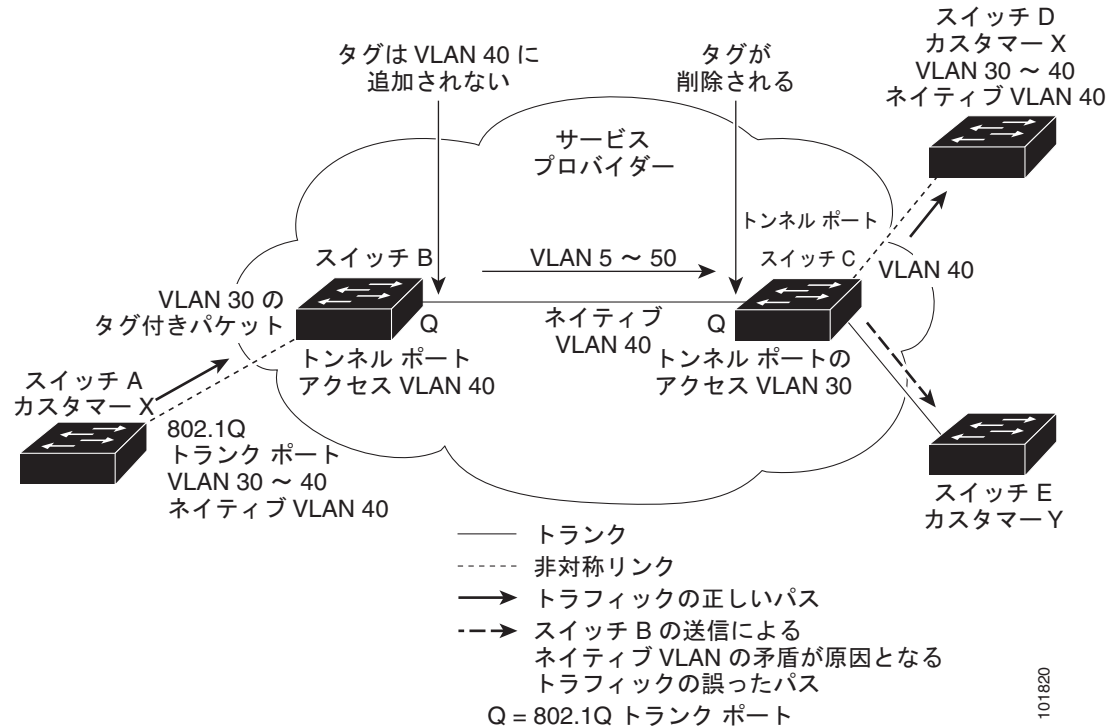 スイッチ D
カスタマー X
VLAN 30 ～ 40
ネイティブ VLAN 40
タグは VLAN 40 に
追加されない
タグが
削除される
サービス
プロバイダー
トンネル ポート
スイッチ B
VLAN 5 ～ 50
スイッチ C
VLAN 40
VLAN 30 の
タグ付きパケット
Q
ネイティブ
VLAN 40
Q
トンネル ポート
アクセス VLAN 40
トンネル ポートの
アクセス VLAN 30
スイッチ A
カスタマー X
802.1Q
トランク ポート
VLAN 30 ～ 40
ネイティブ VLAN 40
スイッチ E
カスタマー Y
トランク
非対称リンク
トラフィックの正しいパス
スイッチ B の送信による
ネイティブ VLAN の矛盾が原因となる
トラフィックの誤ったパス
Q = 802.1Q トランク ポート
101820